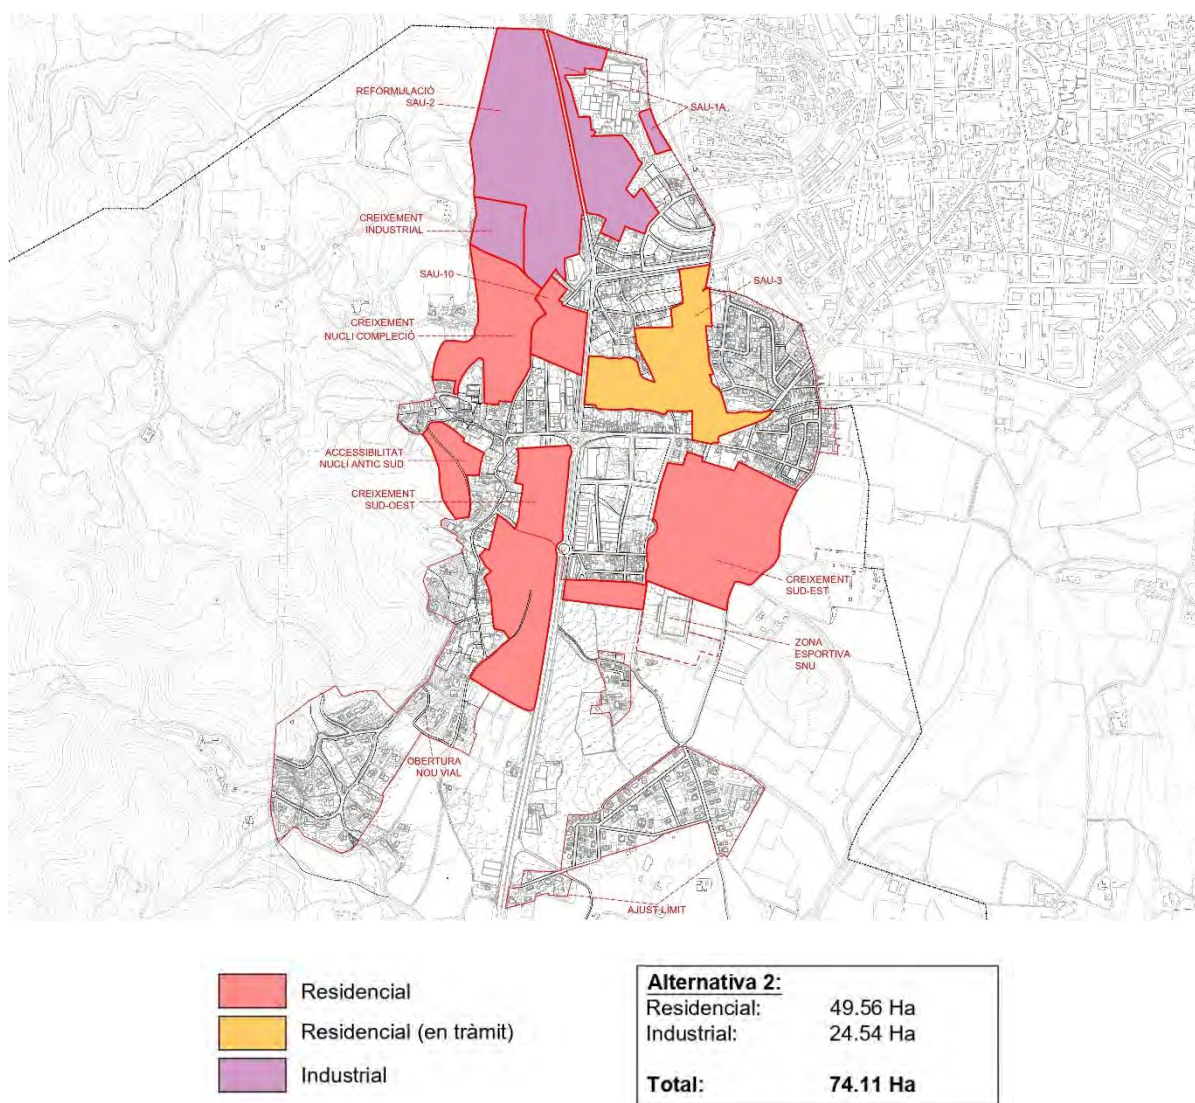 REFORMULACIÓ
SAU-2
SAU-1A
CREIXEMENT
INDUSTRIAL
SAU-10
SAU-3
CREIXEMENT
NUCLI COMPLECIÓ
ACCESSIBILITAT
NUCLI ANTIC SUD
CREIXEMENT
SUD-OEST
CREIXEMENT
SUD-EST
ZONA
ESPORTIVA
SNU
OBERTURA
NOU VIAL
AJUST LÍMIT
Residencial
Residencial (en tràmit)
Industrial
Alternativa 2:
Residencial: 49.56 Ha
Industrial: 24.54 Ha
Total: 74.11 Ha